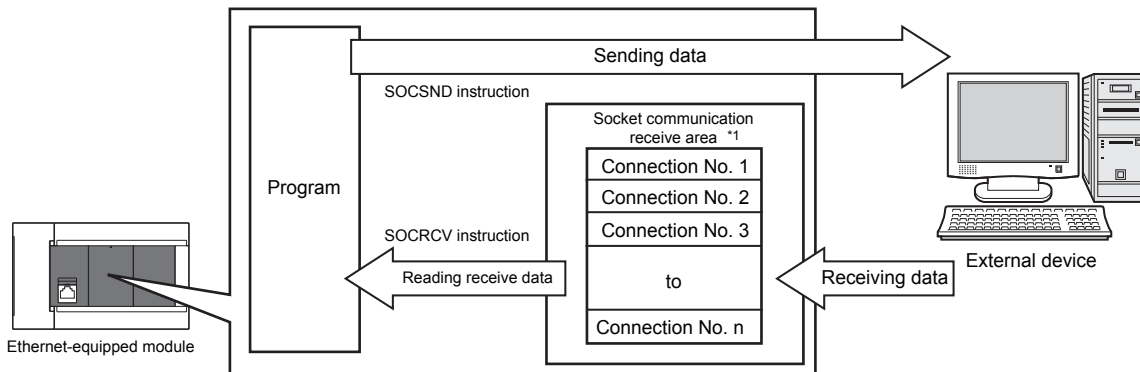 Sending data
SOCSND instruction
Socket communication
receive area *1
Connection No. 1
Program
Connection No. 2
SOCRCV instruction
Connection No. 3
Reading receive data
to
Receiving data
External device
Connection No. n
Ethernet-equipped module